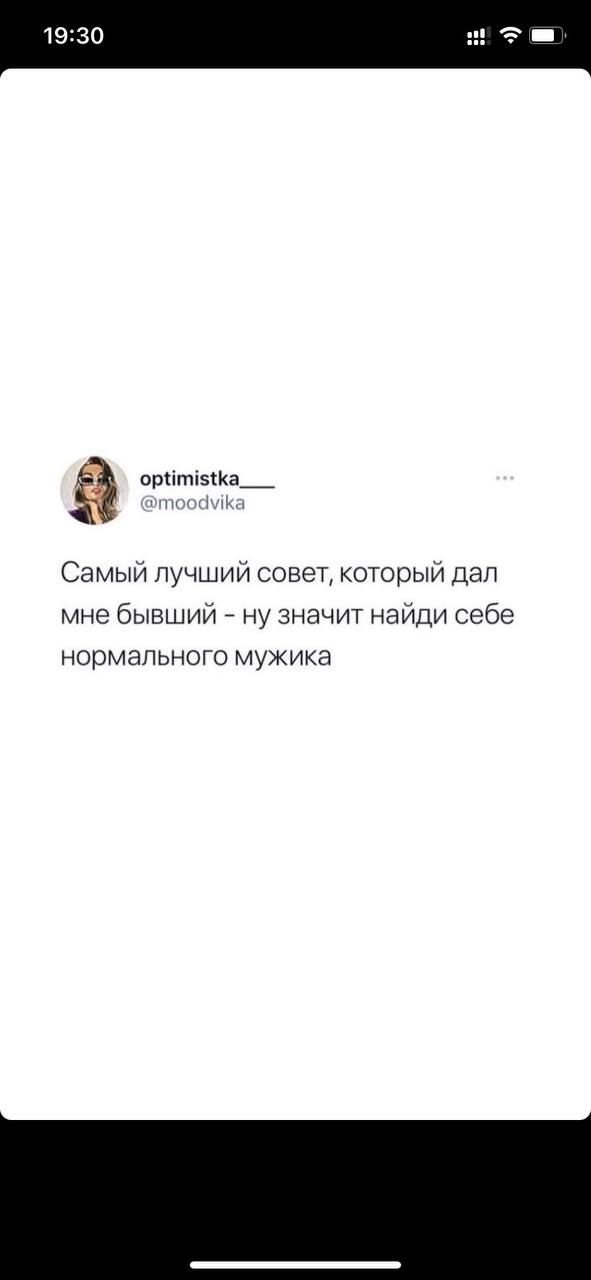 19:30
optimistka___
@moodvika
Самый лучший совет, который дал
мне бывший - ну значит найди себе
нормального мужика